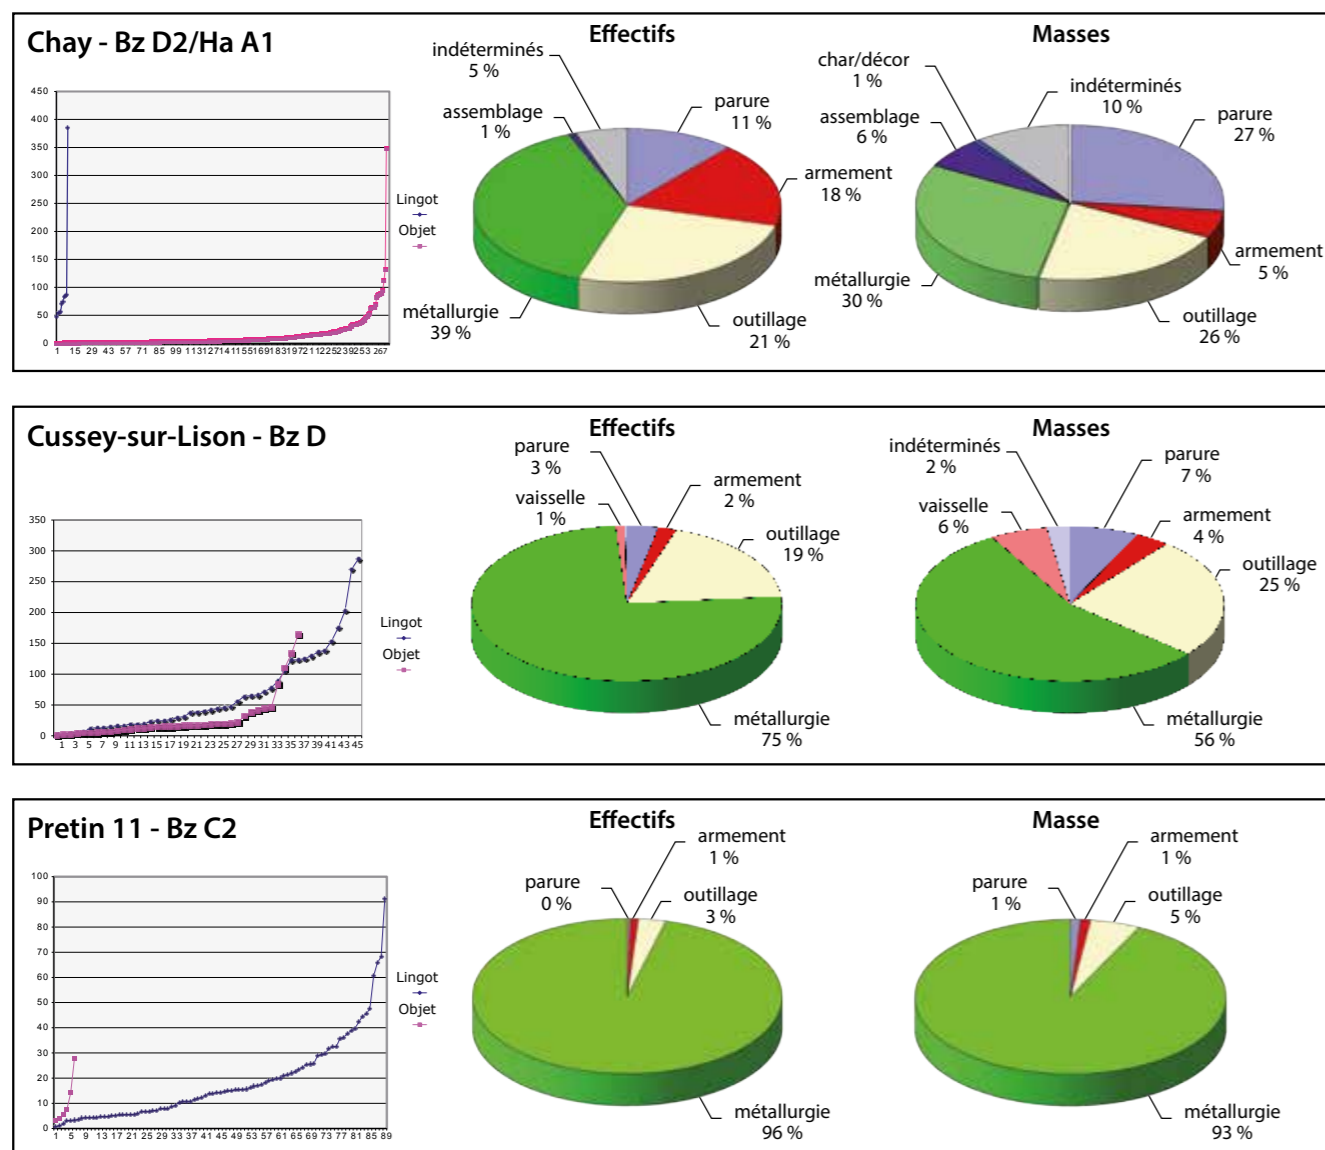 Chay - Bz D2/Ha A1
Effectifs
Masses
450
400
350
300
250
200
150
100
50
0
Lingot
Objet
indéterminés
5 %
assemblage
1 %
parure
11 %
armement
18 %
métallurgie
39 %
outillage
21 %
char/décor
1 %
assemblage
6 %
indéterminés
10 %
parure
27 %
armement
5 %
métallurgie
30 %
outillage
26 %
Cussey-sur-Lison - Bz D
Effectifs
Masses
350
300
250
200
150
100
50
0
1 3 5 7 9 11 13 15 17 19 21 23 25 27 29 31 33 35 37 39 41 43 45
Lingot
Objet
parure
3 %
vaisselle
1 %
armement
2 %
outillage
19 %
métallurgie
75 %
indéterminés
2 %
vaisselle
6 %
parure
7 %
armement
4 %
outillage
25 %
métallurgie
56 %
Pretin 11 - Bz C2
Effectifs
Masse
100
90
80
70
60
50
40
30
20
10
0
1 5 9 13 17 21 25 29 33 37 41 45 49 53 57 61 65 69 73 77 81 85 89
Lingot
Objet
armement
1 %
parure
0 %
outillage
3 %
métallurgie
96 %
armement
1 %
parure
1 %
outillage
5 %
métallurgie
93 %